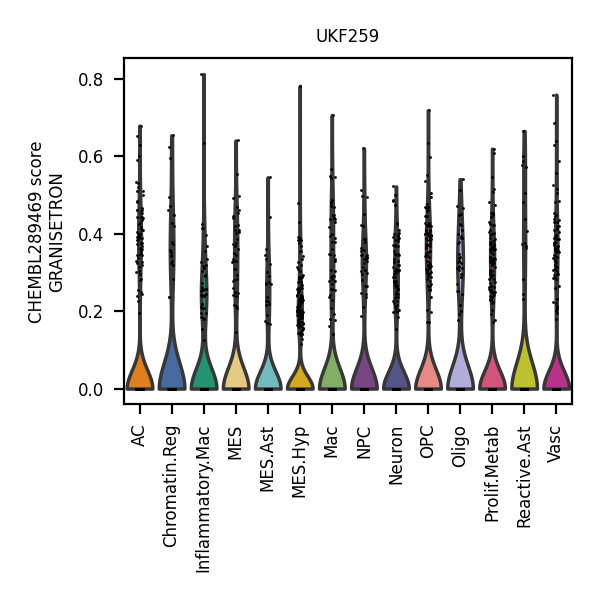 UKF259
CHEMBL289469 score
GRANISETRON
0.8
0.6
0.4
0.2
0.0
AC
Chromatin.Reg
Inflammatory.Mac
MES
MES.Ast
MES.Hyp
Mac
NPC
Neuron
OPC
Oligo
Prolif.Metab
Reactive.Ast
Vasc